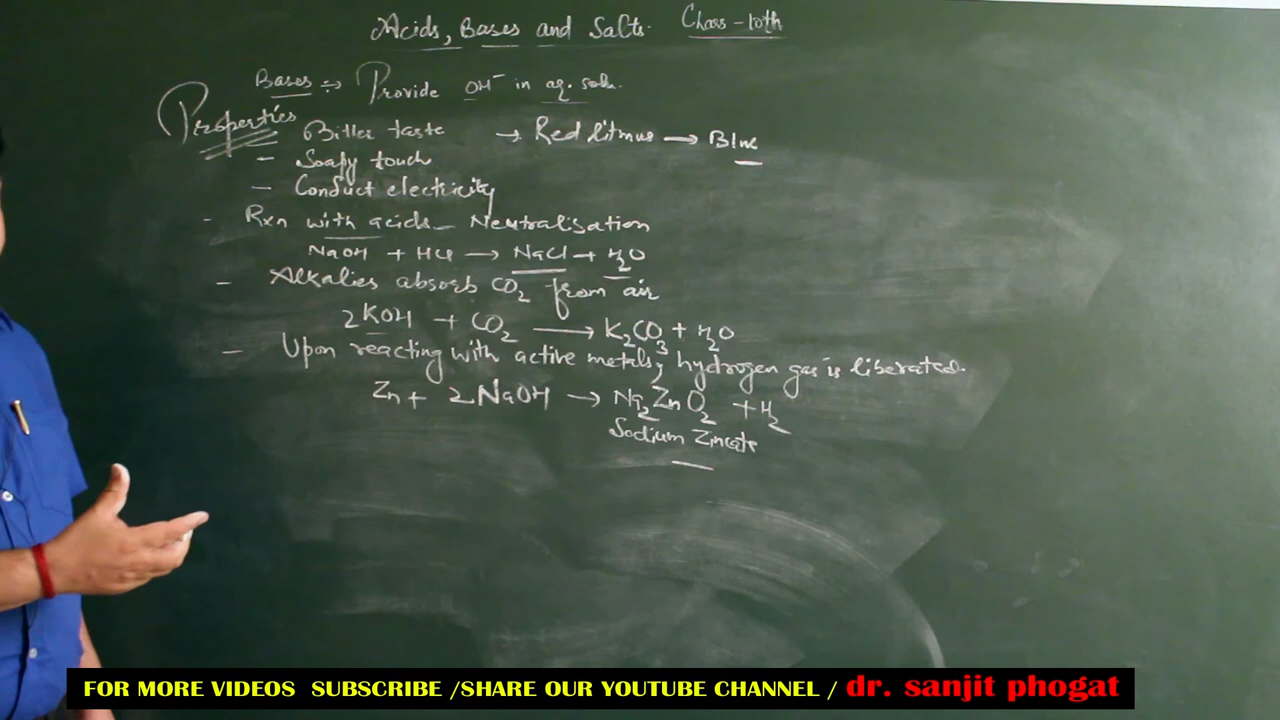 Acids, Bases and Salts. Class-10th
Bases :- Provide OH⁻ in aq. soln.
Properties
Bitter taste → Red litmus → Blue
- Soapy touch
- Conduct electricity
- Rxn with acids - Neutralisation
NaOH + HCl → NaCl + H₂O
- Alkalies absorb CO₂ from air
2KOH + CO₂ → K₂CO₃ + H₂O
- Upon reacting with active metals, hydrogen gas is liberated.
Zn + 2NaOH → Na₂ZnO₂ + H₂
Sodium Zincate
FOR MORE VIDEOS SUBSCRIBE /SHARE OUR YOUTUBE CHANNEL / dr. sanjit phogat